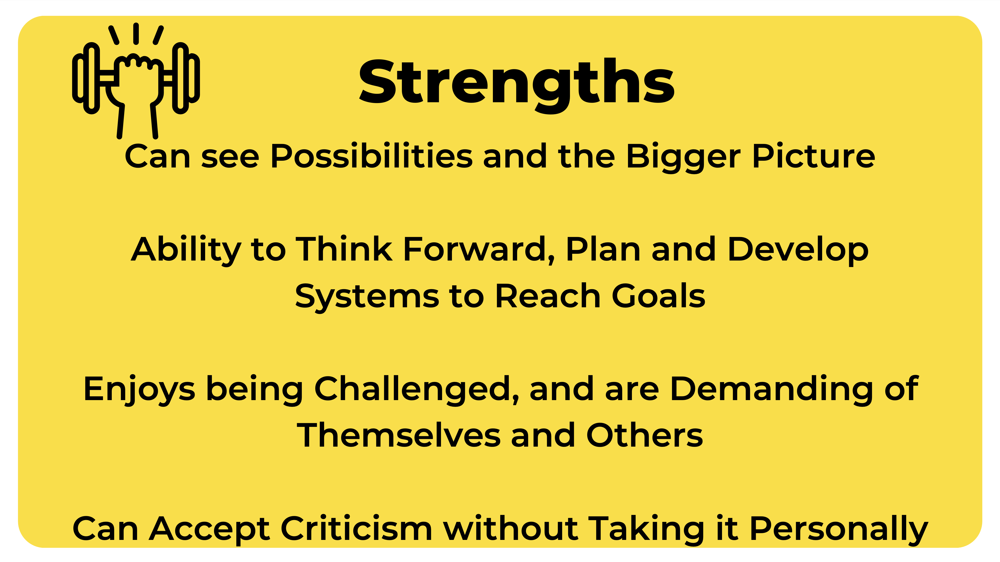 Strengths
Can see Possibilities and the Bigger Picture
Ability to Think Forward, Plan and Develop
Systems to Reach Goals
Enjoys being Challenged, and are Demanding of
Themselves and Others
Can Accept Criticism without Taking it Personally